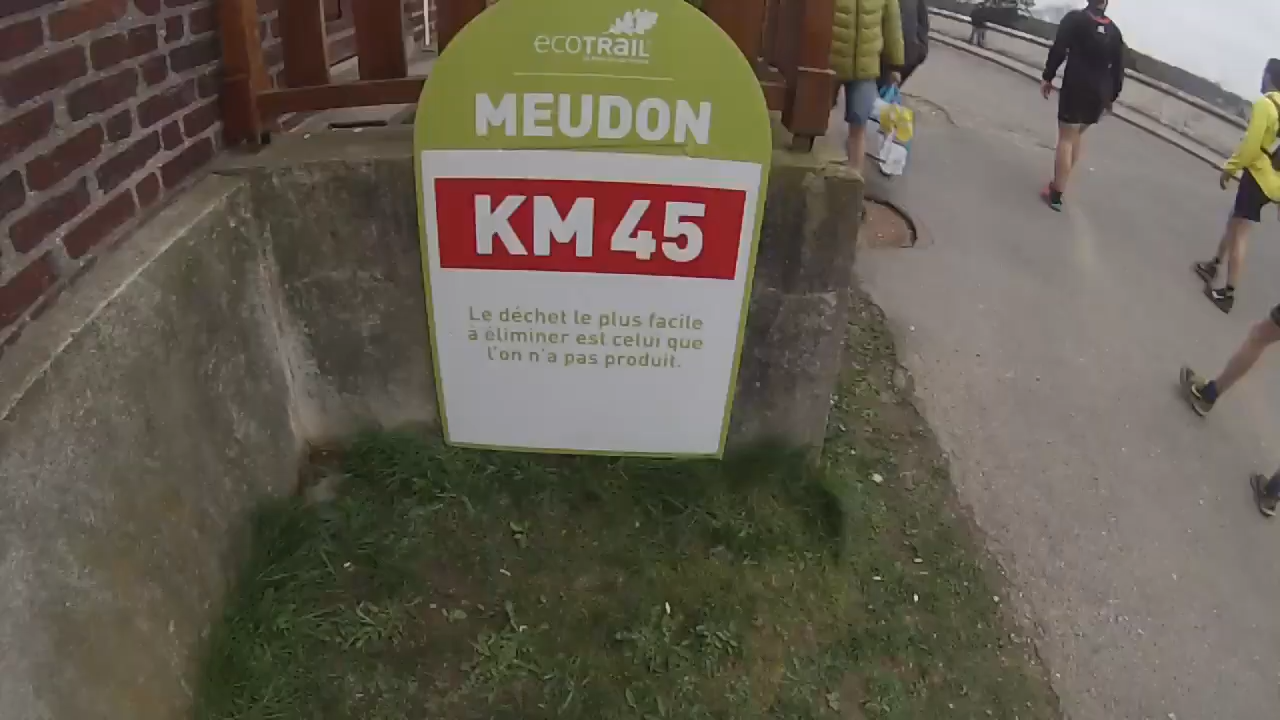 ecoTRAIL
MEUDON
KM 45
Le déchet le plus facile
à éliminer est celui que
l'on n'a pas produit.